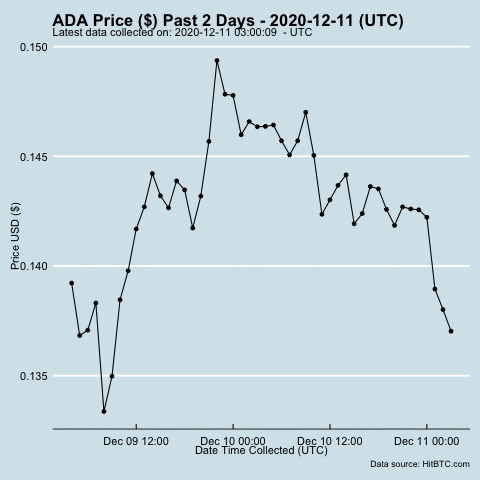 ADA Price ($) Past 2 Days - 2020-12-11 (UTC)
Latest data collected on: 2020-12-11 03:00:09  - UTC
0.150
0.145
0.140
0.135
Price USD ($)
Dec 09 12:00 Dec 10 00:00 Dec 10 12:00 Dec 11 00:00
Date Time Collected (UTC)
Data source: HitBTC.com